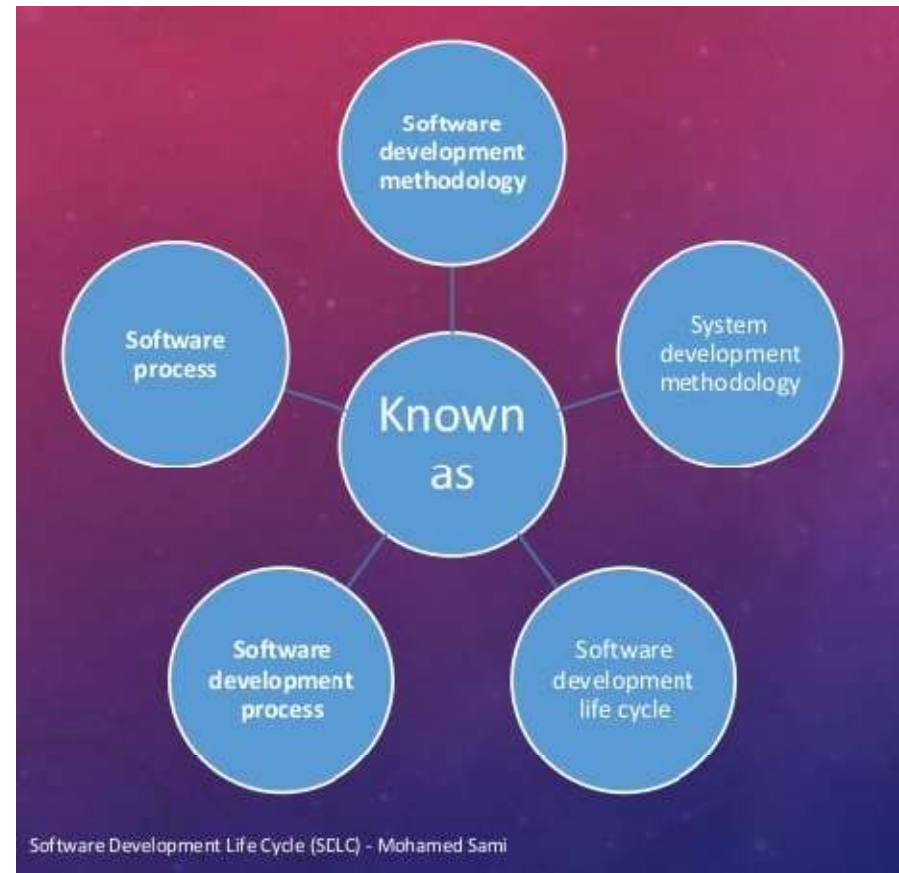 Software
development
methodology
System
development
methodology
Software
process
Known
as
Software
development
process
Software
development
life cycle
Software Development Life Cycle (SDLC) - Mohamed Sami